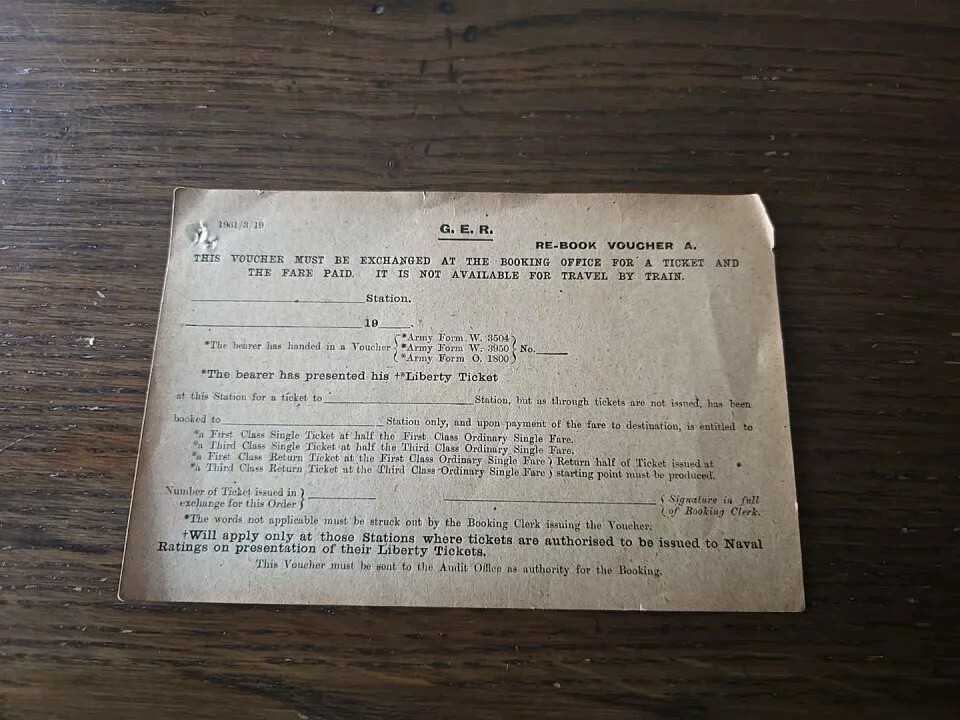 1961/3/19
G. E. R.
RE-BOOK VOUCHER A.
THIS VOUCHER MUST BE EXCHANGED AT THE BOOKING OFFICE FOR A TICKET AND
THE FARE PAID. IT IS NOT AVAILABLE FOR TRAVEL BY TRAIN.
Station.
19 .
*The bearer has handed in a Voucher { *Army Form W. 3504
*Army Form W. 3950
*Army Form O. 1800 } No.
*The bearer has presented his †*Liberty Ticket
at this Station for a ticket to Station, but as through tickets are not issued, has been
booked to Station only, and upon payment of the fare to destination, is entitled to
*a First Class Single Ticket at half the First Class Ordinary Single Fare.
*a Third Class Single Ticket at half the Third Class Ordinary Single Fare.
*a First Class Return Ticket at the First Class Ordinary Single Fare } Return half of Ticket issued at
*a Third Class Return Ticket at the Third Class Ordinary Single Fare } starting point must be produced.
Number of Ticket issued in }
exchange for this Order }
{ Signature in full
{ of Booking Clerk.
*The words not applicable must be struck out by the Booking Clerk issuing the Voucher.
†Will apply only at those Stations where tickets are authorised to be issued to Naval
Ratings on presentation of their Liberty Tickets.
This Voucher must be sent to the Audit Office as authority for the Booking.